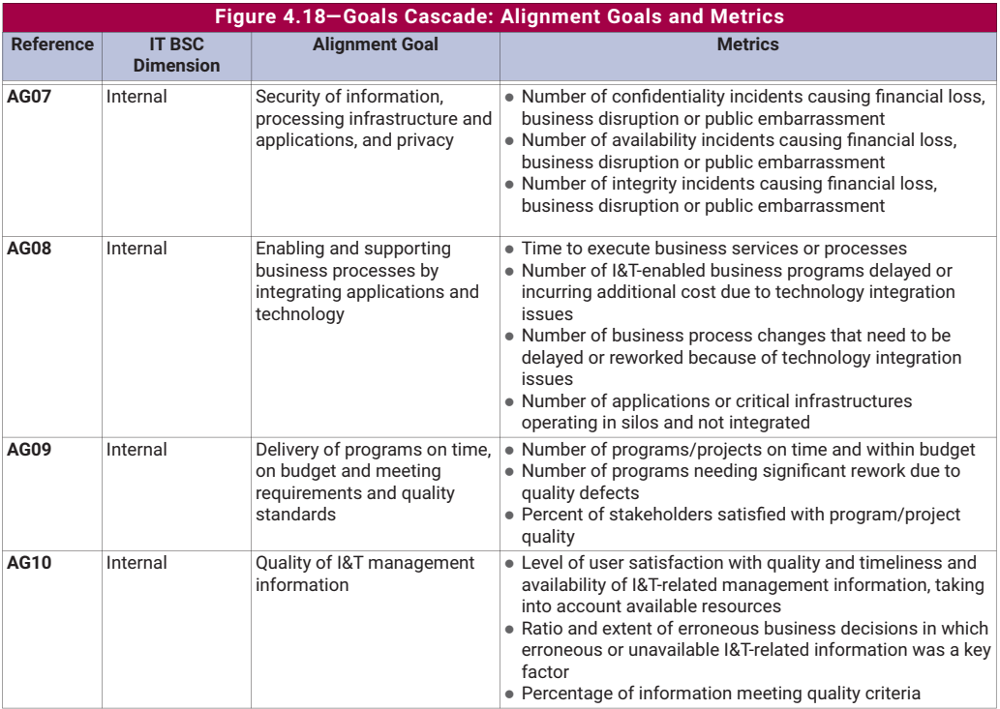 Figure 4.18—Goals Cascade: Alignment Goals and Metrics
Reference
IT BSC
Dimension
Alignment Goal
Metrics
AG07
Internal
Security of information,
processing infrastructure and
applications, and privacy
● Number of confidentiality incidents causing financial loss,
business disruption or public embarrassment
● Number of availability incidents causing financial loss,
business disruption or public embarrassment
● Number of integrity incidents causing financial loss,
business disruption or public embarrassment
AG08
Internal
Enabling and supporting
business processes by
integrating applications and
technology
● Time to execute business services or processes
● Number of I&T-enabled business programs delayed or
incurring additional cost due to technology integration
issues
● Number of business process changes that need to be
delayed or reworked because of technology integration
issues
● Number of applications or critical infrastructures
operating in silos and not integrated
AG09
Internal
Delivery of programs on time,
on budget and meeting
requirements and quality
standards
● Number of programs/projects on time and within budget
● Number of programs needing significant rework due to
quality defects
● Percent of stakeholders satisfied with program/project
quality
AG10
Internal
Quality of I&T management
information
● Level of user satisfaction with quality and timeliness and
availability of I&T-related management information, taking
into account available resources
● Ratio and extent of erroneous business decisions in which
erroneous or unavailable I&T-related information was a key
factor
● Percentage of information meeting quality criteria